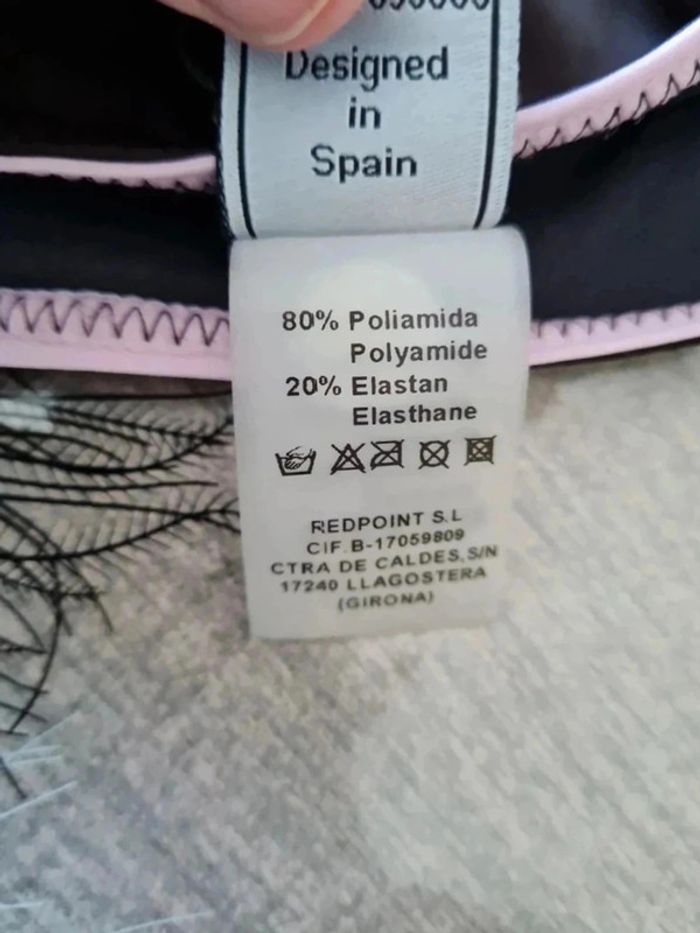 Designed
in
Spain
80% Poliamida
Polyamide
20% Elastan
Elasthane
REDPOINT S.L
CIF.B-17059809
CTRA DE CALDES,S/N
17240 LLAGOSTERA
(GIRONA)